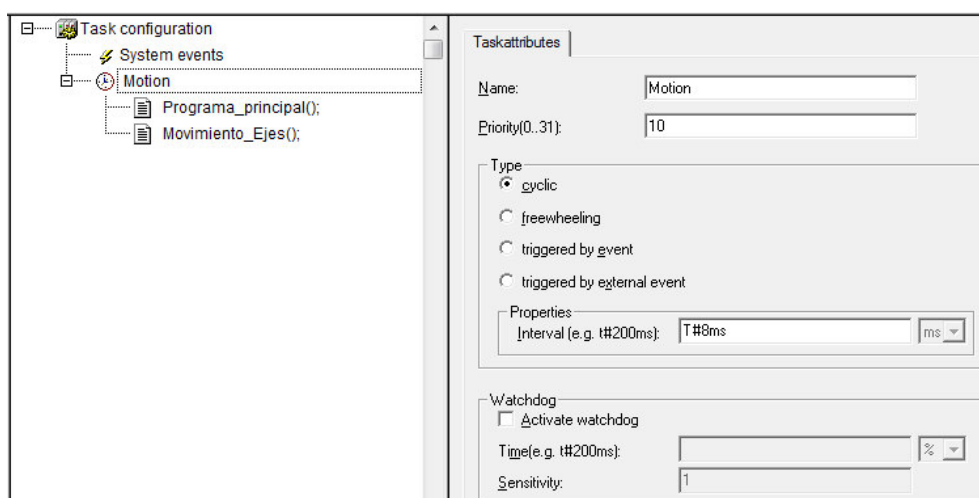 Task configuration
System events
Motion
Programa_principal();
Movimiento_Ejes();
Taskattributes
Name: Motion
Priority(0..31): 10
Type
cyclic
freewheeling
triggered by event
triggered by external event
Properties
Interval (e.g. t#200ms): T#8ms ms
Watchdog
Activate watchdog
Time(e.g. t#200ms): %
Sensitivity: 1